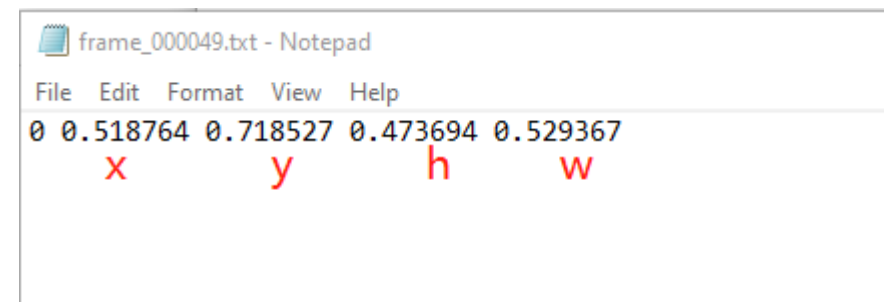 frame_000049.txt - Notepad
File Edit Format View Help
0 0.518764 0.718527 0.473694 0.529367
x y h w